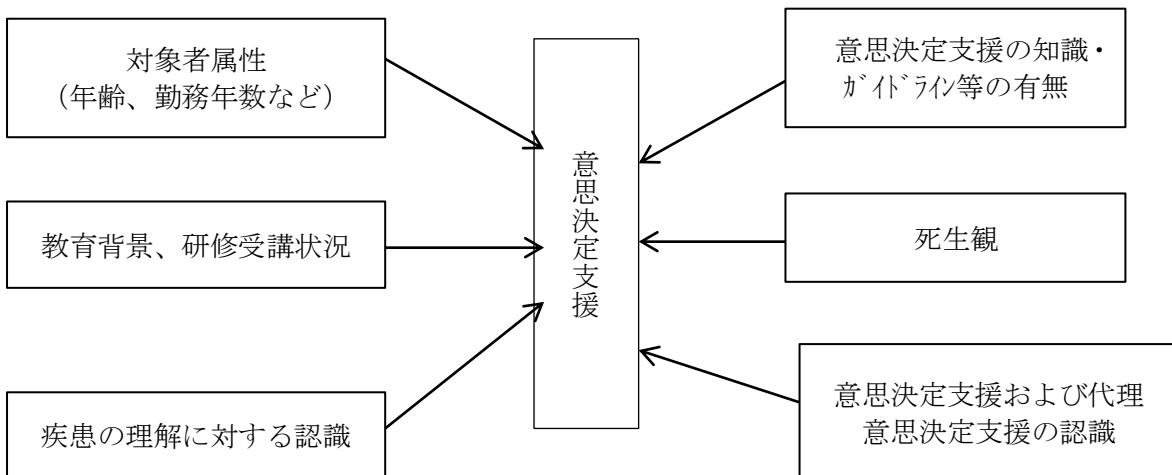 対象者属性
（年齢、勤務年数など）
教育背景、研修受講状況
疾患の理解に対する認識
意思決定支援
意思決定支援の知識・
ｶﾞｲﾄﾞﾗｲﾝ等の有無
死生観
意思決定支援および代理
意思決定支援の認識